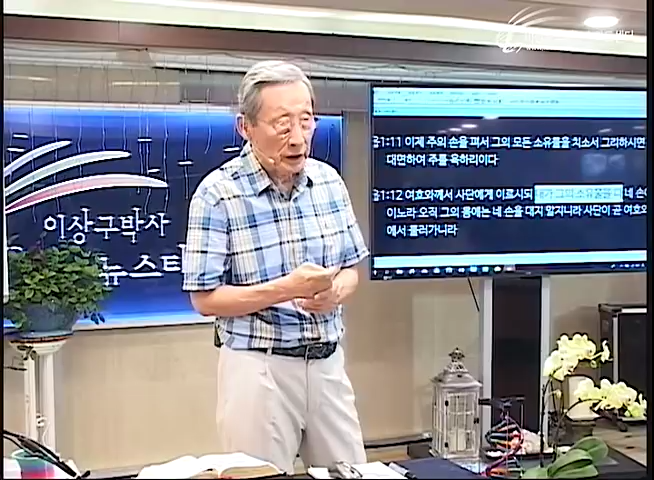 이상구박사
뉴스타
욥1:11 이제 주의 손을 펴서 그의 모든 소유물을 치소서 그리하시면
대면하여 주를 욕하리이다
욥1:12 여호와께서 사단에게 이르시되 내가 그의 소유물을 다 네 손에
이노라 오직 그의 몸에는 네 손을 대지 말지니라 사단이 곧 여호와
에서 물러가니라